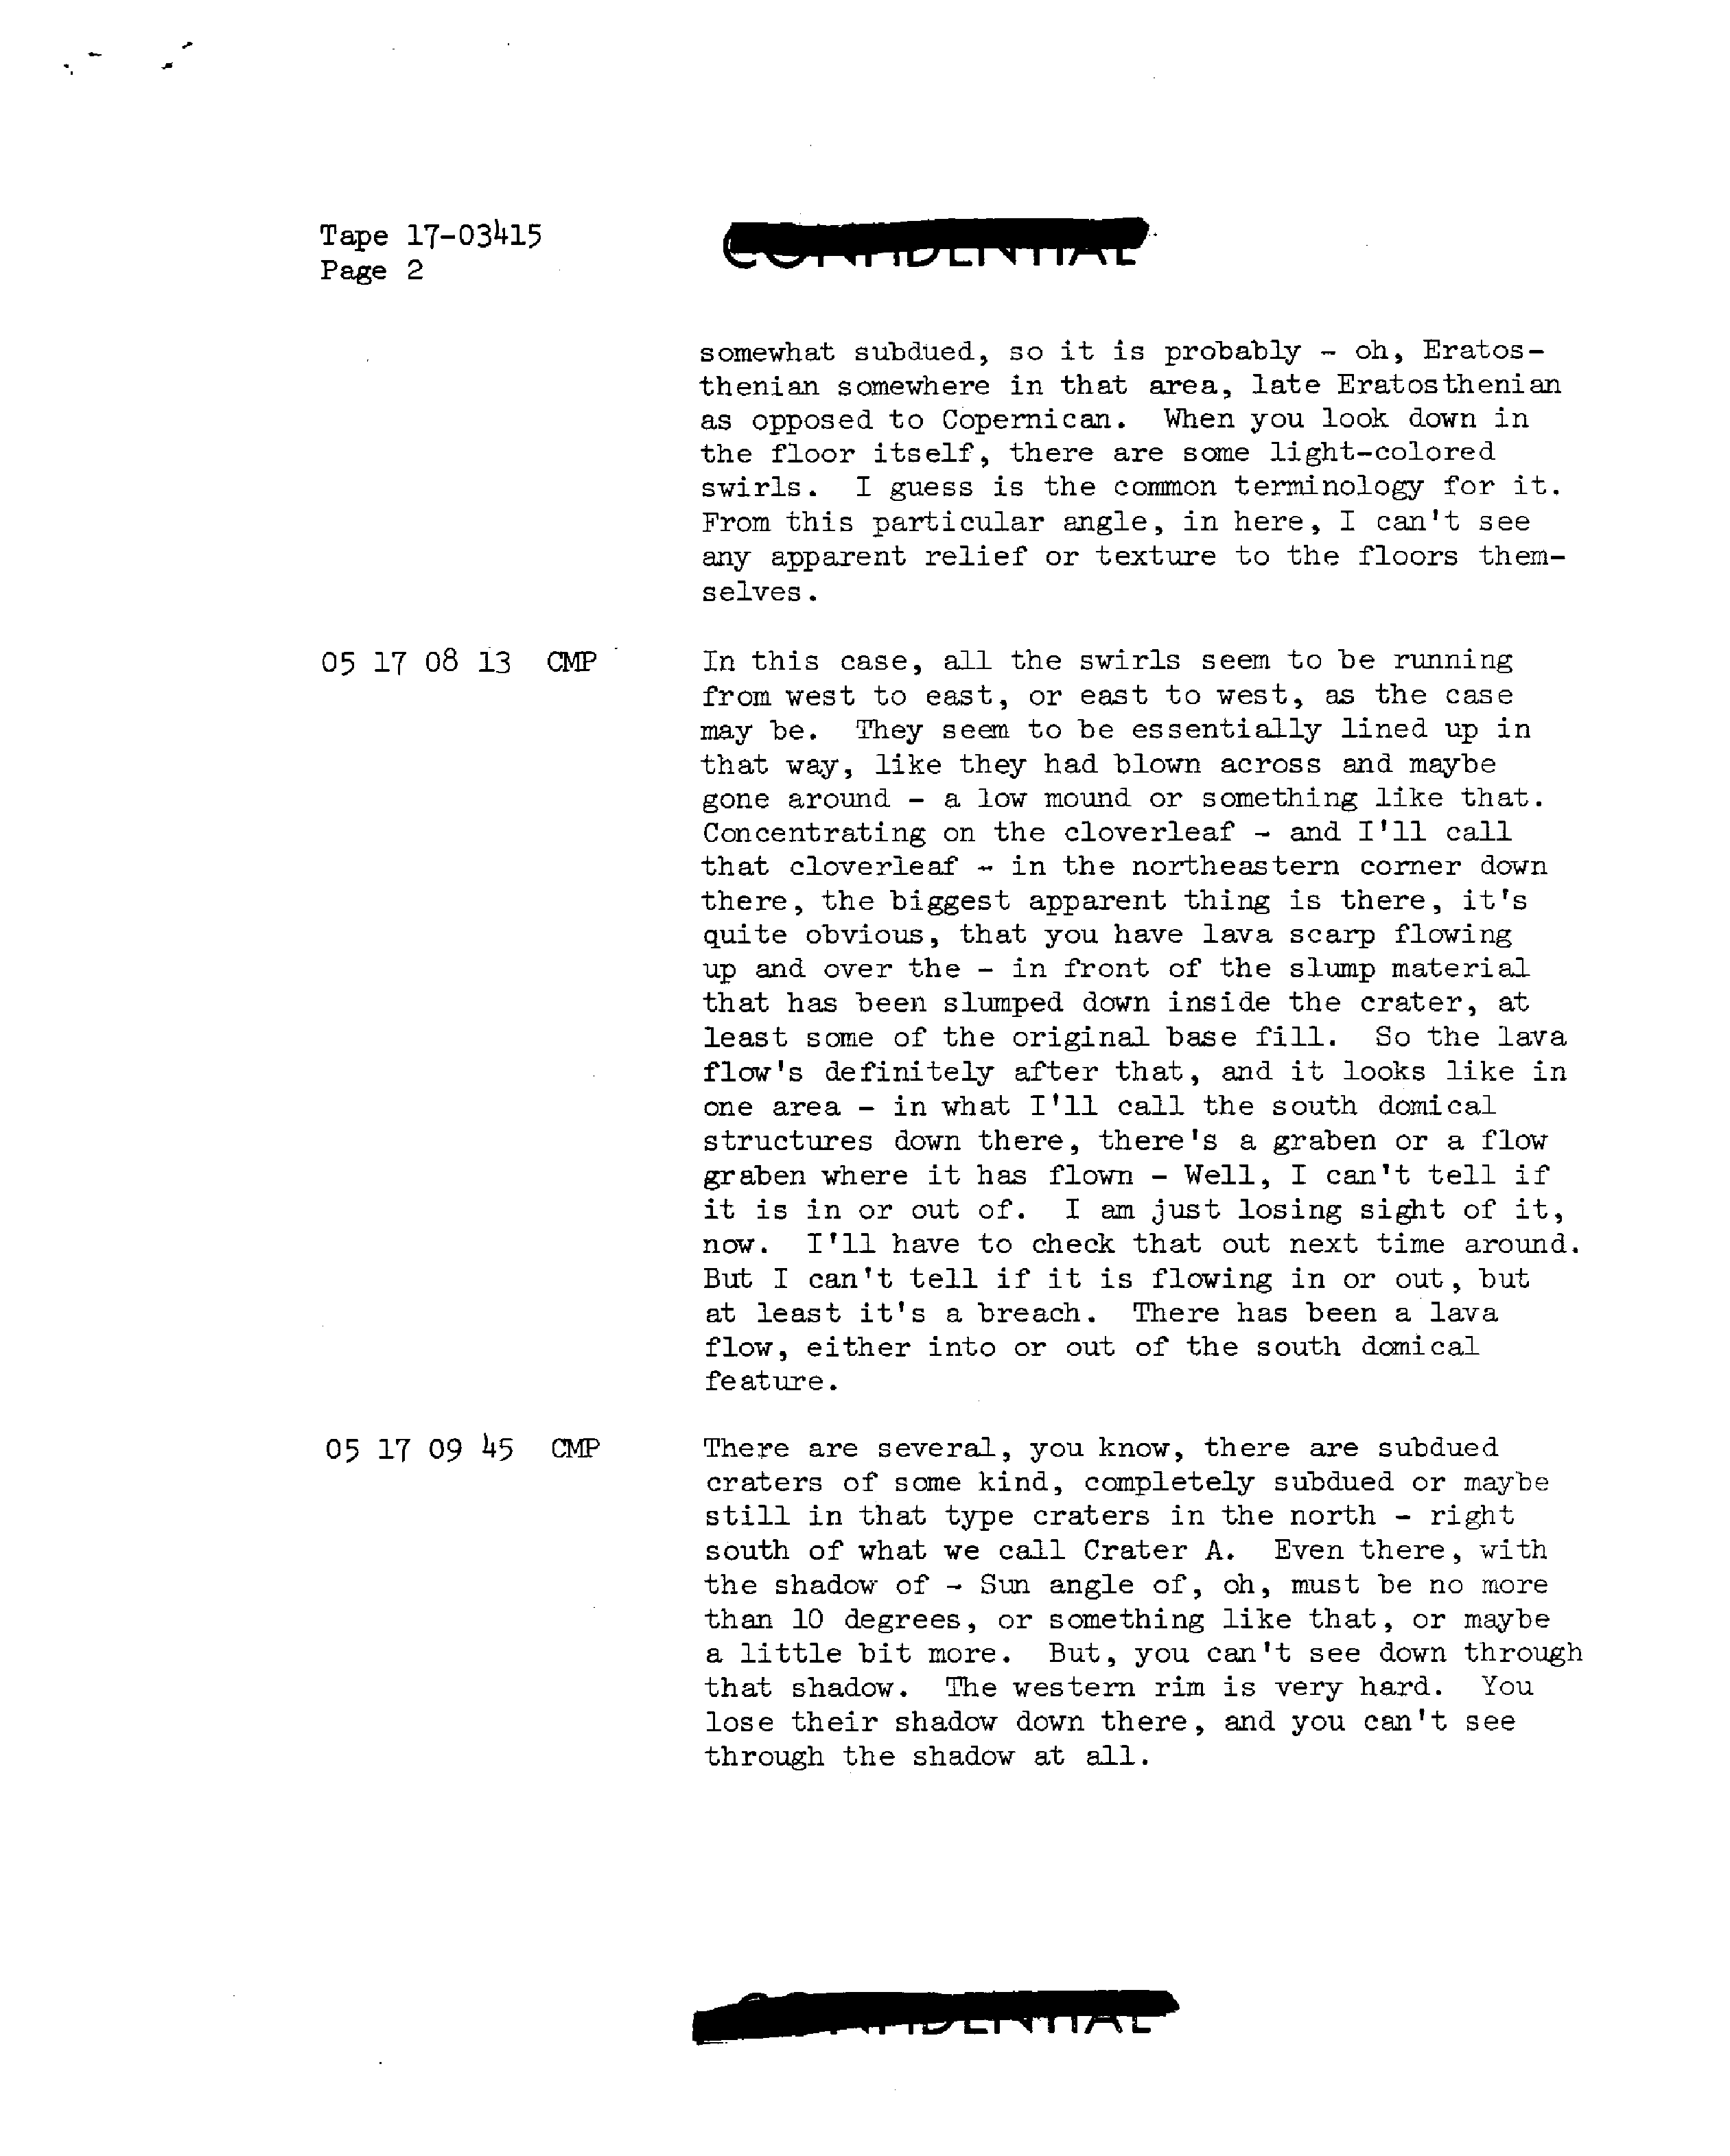 Tape 17-03415
Page 2
CONFIDENTIAL
somewhat subdued, so it is probably - oh, Eratos-
thenian somewhere in that area, late Eratosthenian
as opposed to Copernican. When you look down in
the floor itself, there are some light-colored
swirls. I guess is the common terminology for it.
From this particular angle, in here, I can't see
any apparent relief or texture to the floors them-
selves.
05 17 08 13 CMP In this case, all the swirls seem to be running
from west to east, or east to west, as the case
may be. They seem to be essentially lined up in
that way, like they had blown across and maybe
gone around - a low mound or something like that.
Concentrating on the cloverleaf - and I'll call
that cloverleaf - in the northeastern corner down
there, the biggest apparent thing is there, it's
quite obvious, that you have lava scarp flowing
up and over the - in front of the slump material
that has been slumped down inside the crater, at
least some of the original base fill. So the lava
flow's definitely after that, and it looks like in
one area - in what I'll call the south domical
structures down there, there's a graben or a flow
graben where it has flown - Well, I can't tell if
it is in or out of. I am just losing sight of it,
now. I'll have to check that out next time around.
But I can't tell if it is flowing in or out, but
at least it's a breach. There has been a lava
flow, either into or out of the south domical
feature.
05 17 09 45 CMP There are several, you know, there are subdued
craters of some kind, completely subdued or maybe
still in that type craters in the north - right
south of what we call Crater A. Even there, with
the shadow of - Sun angle of, oh, must be no more
than 10 degrees, or something like that, or maybe
a little bit more. But, you can't see down through
that shadow. The western rim is very hard. You
lose their shadow down there, and you can't see
through the shadow at all.
CONFIDENTIAL